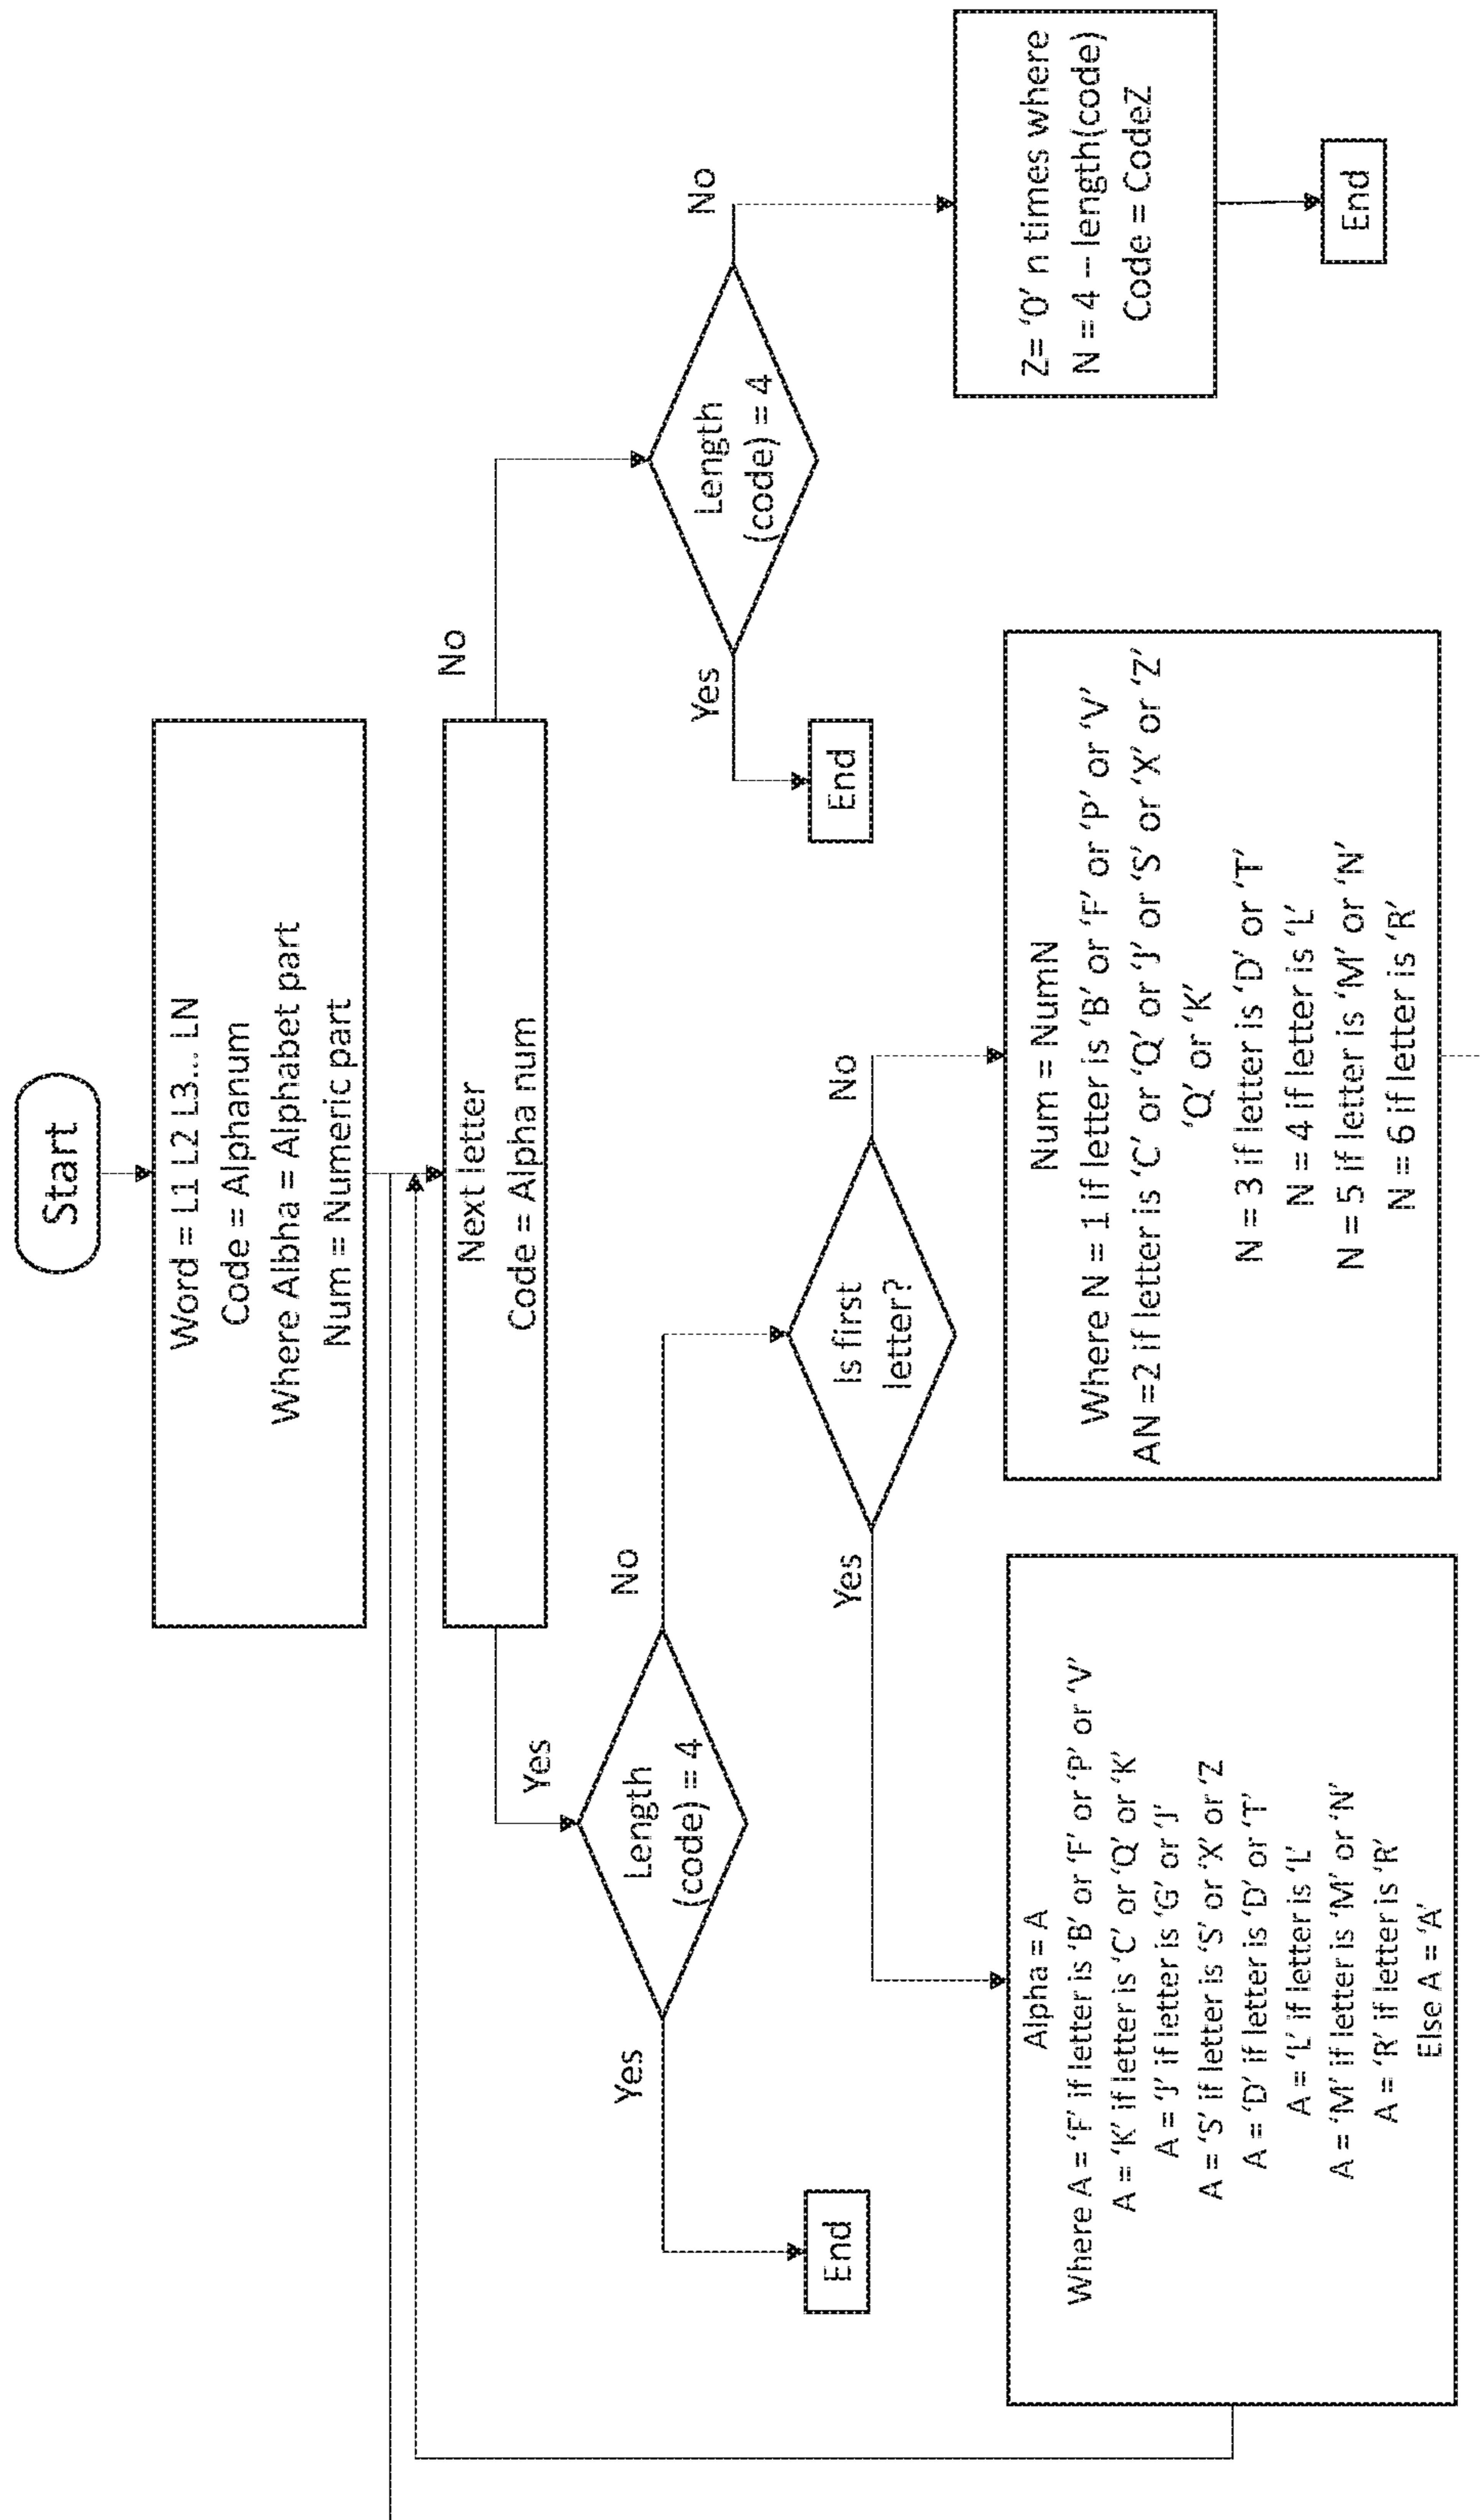 Start
Word = L1 L2 L3... LN
Code = Alphanum
Where Albha = Alphabet part
Num = Numeric part
Next letter
Code = Alpha num
Yes
No
Length
(code) = 4
Yes
No
End
Is first
letter?
Yes
No
Length
(code) = 4
Yes
No
End
Z= ‘0’ n times where
N = 4 – length(code)
Code = CodeZ
End
Alpha = A
Where A = ‘F’ if letter is ‘B’ or ‘F’ or ‘P’ or ‘V’
A = ‘K’ if letter is ‘C’ or ‘Q’ or ‘K’
A = ‘J’ if letter is ‘G’ or ‘J’
A = ‘S’ if letter is ‘S’ or ‘X’ or ‘Z
A = ‘D’ if letter is ‘D’ or ‘T’
A = ‘L’ if letter is ‘L’
A = ‘M’ if letter is ‘M’ or ‘N’
A = ‘R’ if letter is ‘R’
Else A = ‘A’
Num = NumN
Where N = 1 if letter is ‘B’ or ‘F’ or ‘P’ or ‘V’
AN =2 if letter is ‘C’ or ‘Q’ or ‘J’ or ‘S’ or ‘X’ or ‘Z’
‘Q’ or ‘K’
N = 3 if letter is ‘D’ or ‘T’
N = 4 if letter is ‘L’
N = 5 if letter is ‘M’ or ‘N’
N = 6 if letter is ‘R’